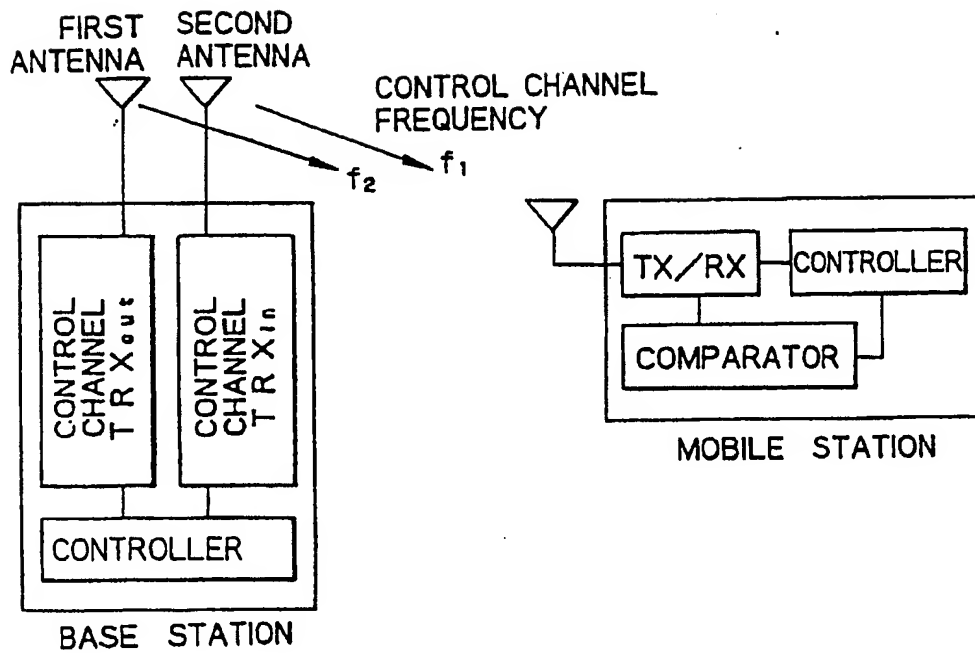 FIRST
ANTENNA
SECOND
ANTENNA
CONTROL CHANNEL
FREQUENCY
f2
f1
CONTROL
CHANNEL
TRXout
CONTROL
CHANNEL
TRXin
CONTROLLER
BASE STATION
TX/RX
CONTROLLER
COMPARATOR
MOBILE STATION